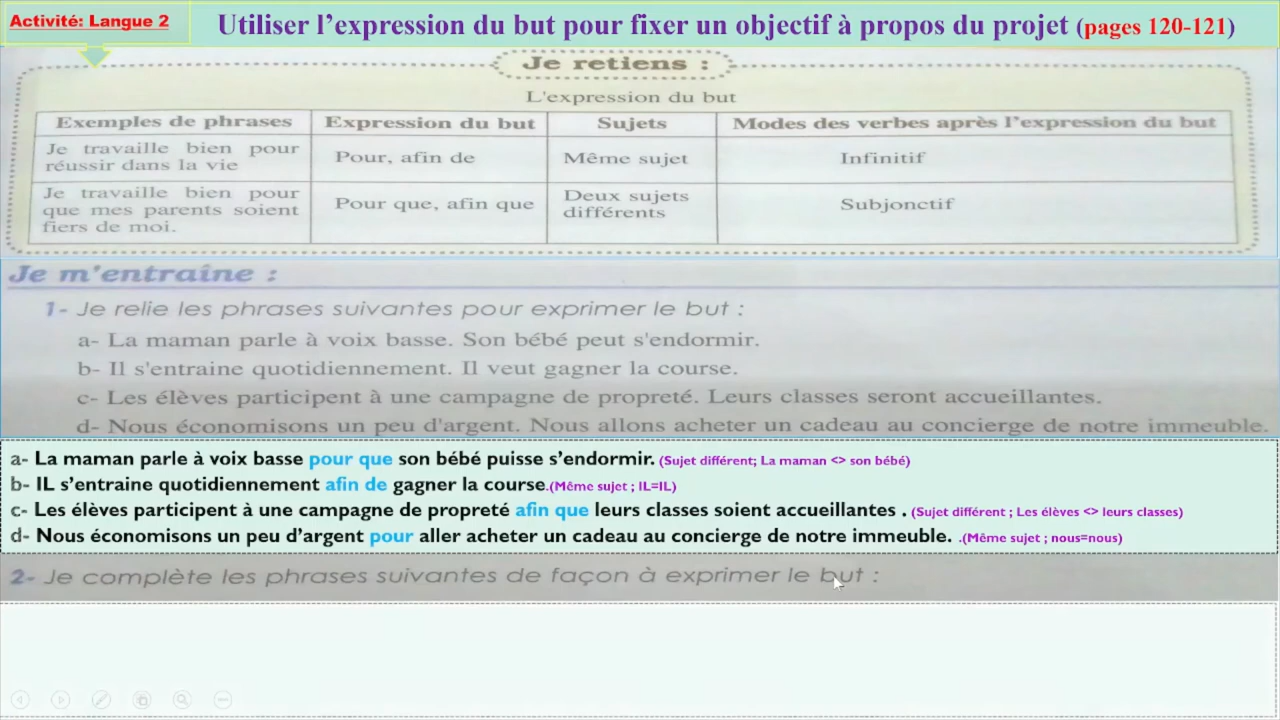 Activité: Langue 2
Utiliser l’expression du but pour fixer un objectif à propos du projet (pages 120-121)
Je retiens :
L'expression du but
Exemples de phrases Expression du but Sujets Modes des verbes après l’expression du but
Je travaille bien pour
réussir dans la vie
Pour, afin de
Même sujet
Infinitif
Je travaille bien pour
que mes parents soient
fiers de moi.
Pour que, afin que
Deux sujets
différents
Subjonctif
Je m'entraîne :
1- Je relie les phrases suivantes pour exprimer le but :
a- La maman parle à voix basse. Son bébé peut s'endormir.
b- Il s'entraine quotidiennement. Il veut gagner la course.
c- Les élèves participent à une campagne de propreté. Leurs classes seront accueillantes.
d- Nous économisons un peu d'argent. Nous allons acheter un cadeau au concierge de notre immeuble.
a- La maman parle à voix basse pour que son bébé puisse s’endormir. (Sujet différent; La maman <> son bébé)
b- IL s’entraine quotidiennement afin de gagner la course.(Même sujet ; IL=IL)
c- Les élèves participent à une campagne de propreté afin que leurs classes soient accueillantes . (Sujet différent ; Les élèves <> leurs classes)
d- Nous économisons un peu d’argent pour aller acheter un cadeau au concierge de notre immeuble. .(Même sujet ; nous=nous)
2- Je complète les phrases suivantes de façon à exprimer le but :